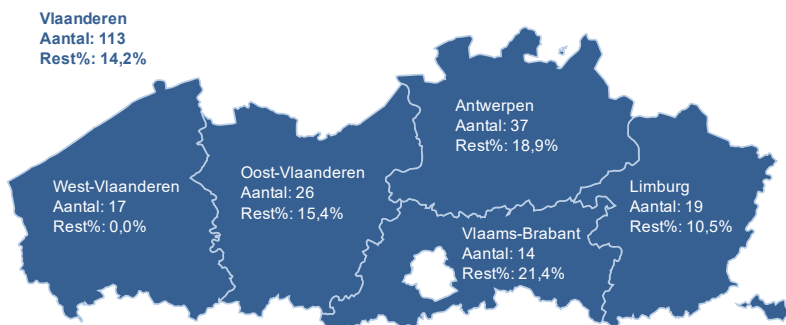 Vlaanderen
Aantal: 113
Rest%: 14,2%
West-Vlaanderen
Aantal: 17
Rest%: 0,0%
Oost-Vlaanderen
Aantal: 26
Rest%: 15,4%
Antwerpen
Aantal: 37
Rest%: 18,9%
Vlaams-Brabant
Aantal: 14
Rest%: 21,4%
Limburg
Aantal: 19
Rest%: 10,5%